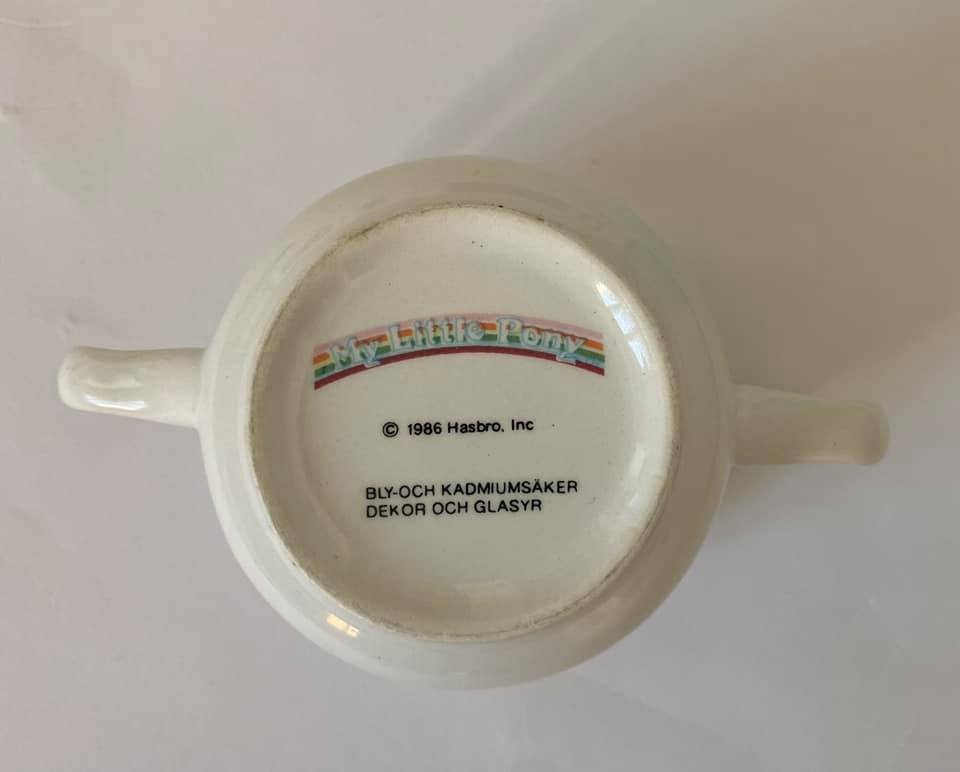 My Little Pony
© 1986 Hasbro, Inc
BLY-OCH KADMIUMSÄKER
DEKOR OCH GLASYR